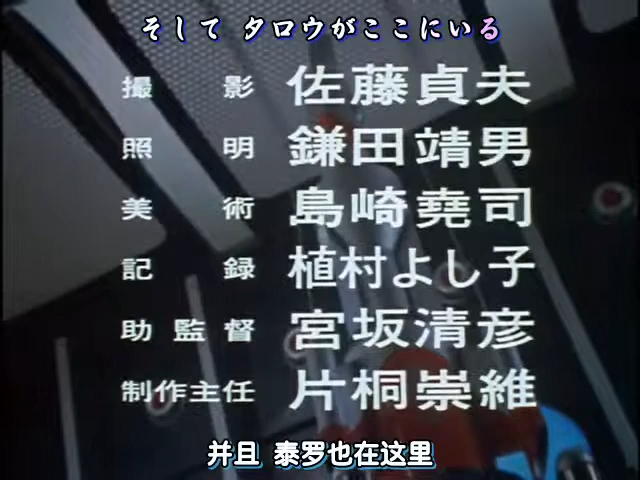 そして タロウがここにいる
撮影 佐藤貞夫
照明 鎌田靖男
美術 島崎堯司
記録 植村よし子
助監督 宮坂清彦
制作主任 片桐崇維
并且 泰罗也在这里